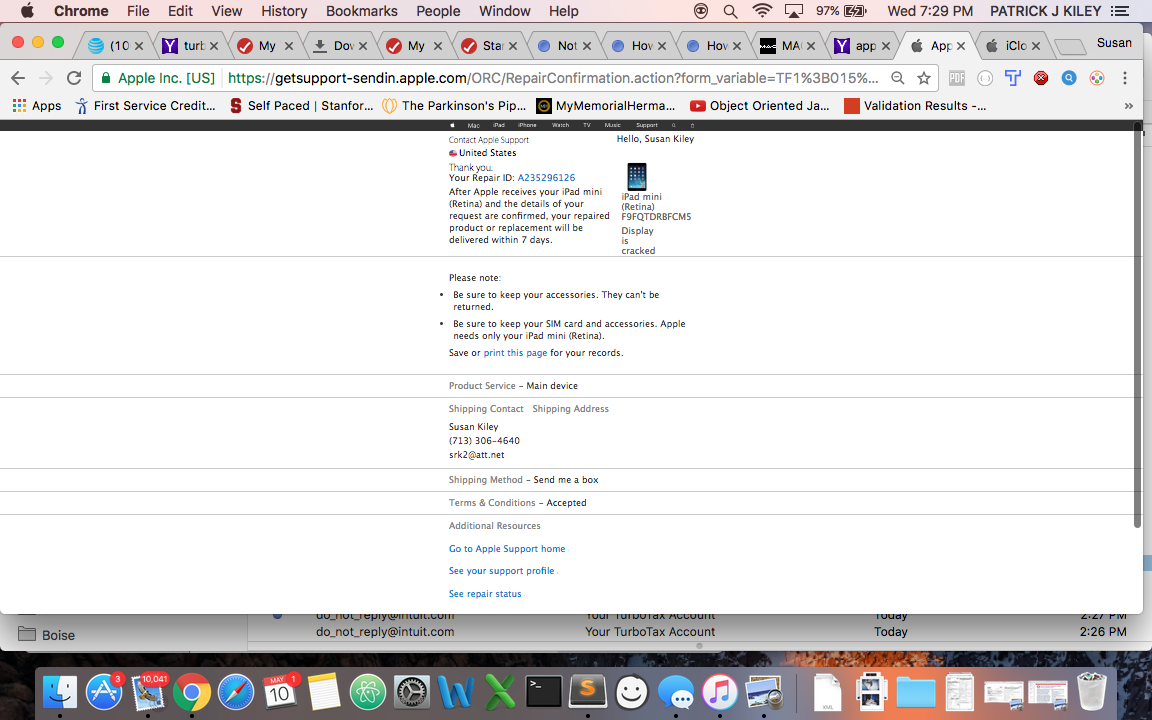 Chrome File Edit View History Bookmarks People Window Help 97% Wed 7:29 PM PATRICK J KILEY
(10 turb My Dov My Star Not Hov Hov MA app App iClo Susan
Apple Inc. [US] https://getsupport-sendin.apple.com/ORC/RepairConfirmation.action?form_variable=TF1%3B015%... PDF
Apps First Service Credit... Self Paced | Stanfor... The Parkinson's Pip... MyMemorialHerma... Object Oriented Ja... Validation Results -... »
Mac iPad iPhone Watch TV Music Support
Contact Apple Support
Hello, Susan Kiley
United States
Thank you.
Your Repair ID: A235296126
After Apple receives your iPad mini
(Retina) and the details of your
request are confirmed, your repaired
product or replacement will be
delivered within 7 days.
iPad mini
(Retina)
F9FQTDRBFCM5
Display
is
cracked
Please note:
• Be sure to keep your accessories. They can't be
returned.
• Be sure to keep your SIM card and accessories. Apple
needs only your iPad mini (Retina).
Save or print this page for your records.
Product Service – Main device
Shipping Contact Shipping Address
Susan Kiley
(713) 306-4640
srk2@att.net
Shipping Method – Send me a box
Terms & Conditions – Accepted
Additional Resources
Go to Apple Support home
See your support profile
See repair status
do_not_reply@intuit.com Your TurboTax Account Today 2:27 PM
Boise
do_not_reply@intuit.com Your TurboTax Account Today 2:26 PM
3 10,041 MAY 10 1
XML